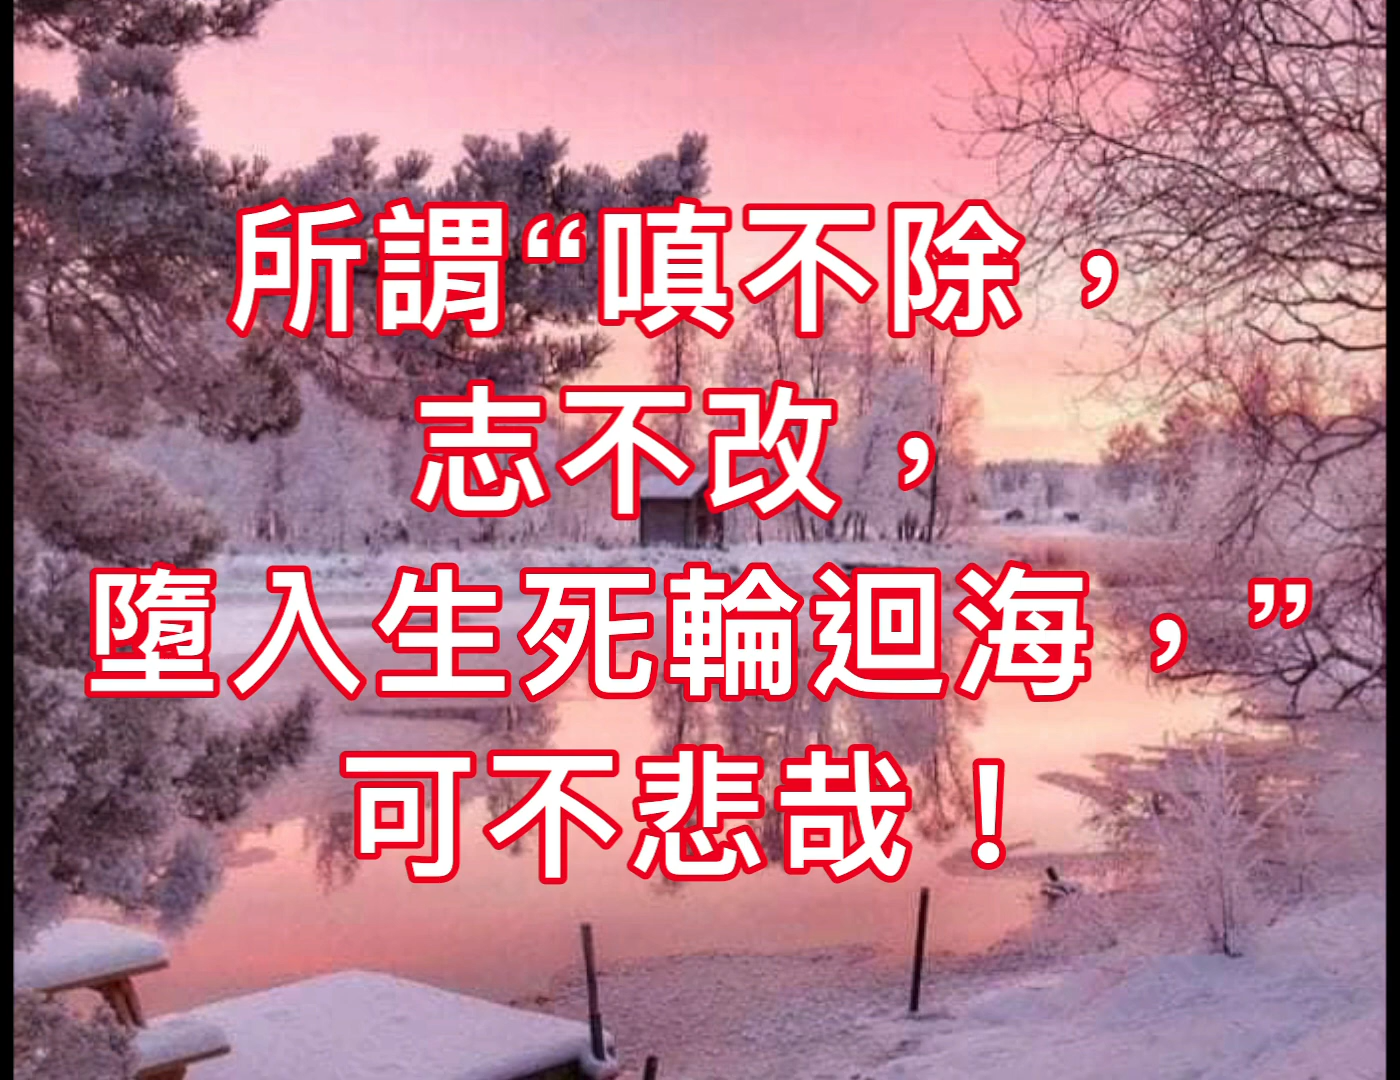 所謂“嗔不除，
志不改，
墮入生死輪迴海，”
可不悲哉！